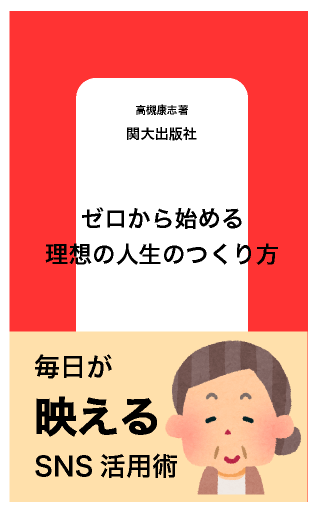 高槻康志著
関大出版社
ゼロから始める
理想の人生のつくり方
毎日が
映える
SNS 活用術